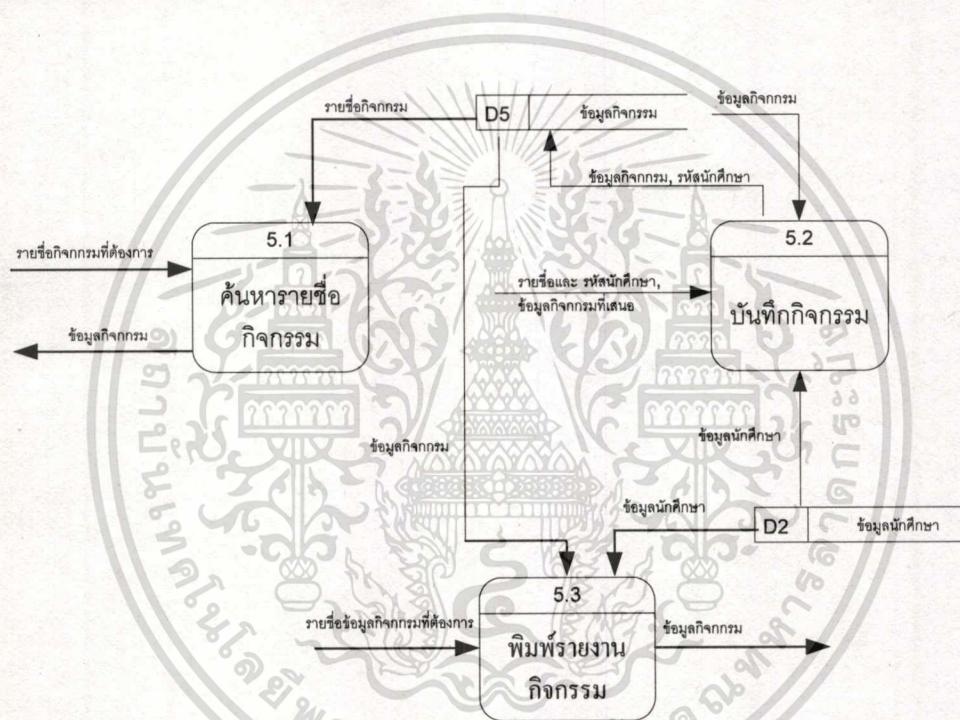 รายชื่อกิจกกรม
D5
ข้อมูลกิจกรรม
ข้อมูลกิจกกรม
ข้อมูลกิจกกรม, รหัสนักศึกษา
5.1
ค้นหารายชื่อ
กิจกรรม
5.2
บันทึกกิจกรรม
รายชื่อกิจกกรมที่ต้องการ
ข้อมูลกิจกกรม
รายชื่อและ รหัสนักศึกษา,
ข้อมูลกิจกกรมที่เสนอ
ข้อมูลกิจกกรม
ข้อมูลนักศึกษา
ข้อมูลนักศึกษา
D2
ข้อมูลนักศึกษา
5.3
พิมพ์รายงาน
กิจกรรม
รายชื่อข้อมูลกิจกกรมที่ต้องการ
ข้อมูลกิจกกรม